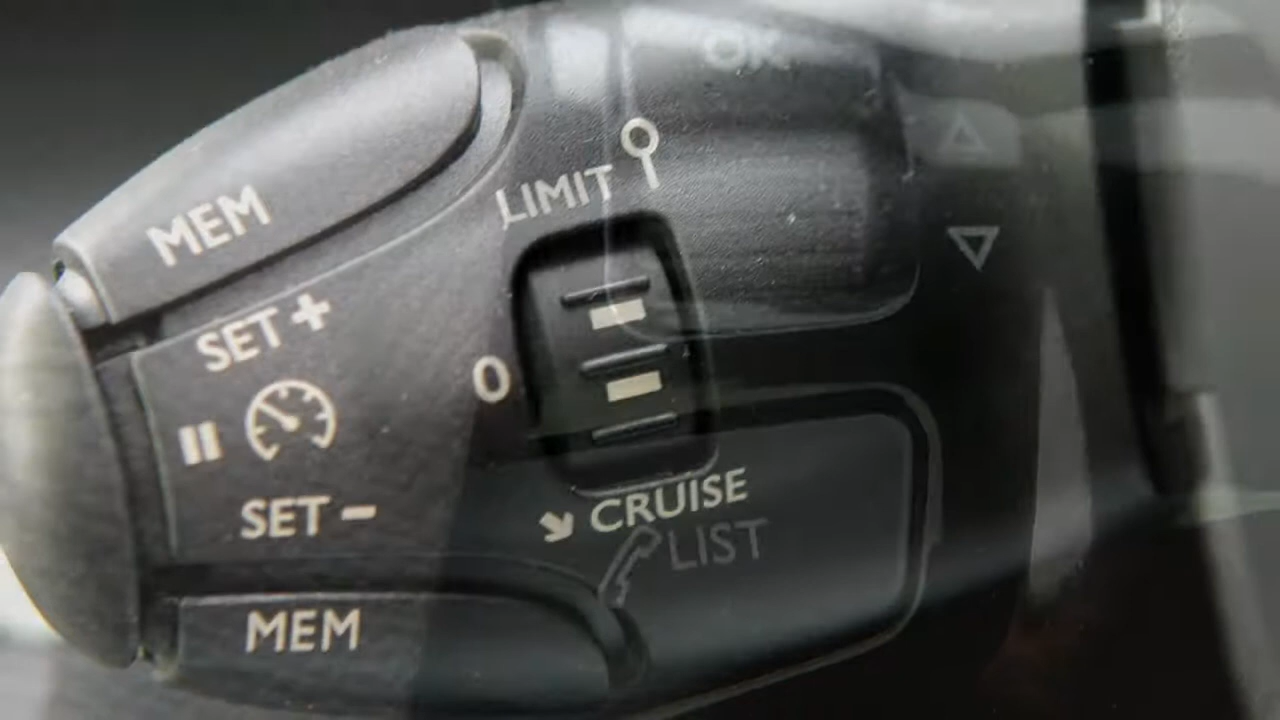 OK
LIMIT
MEM
SET +
0
SET -
CRUISE
LIST
MEM